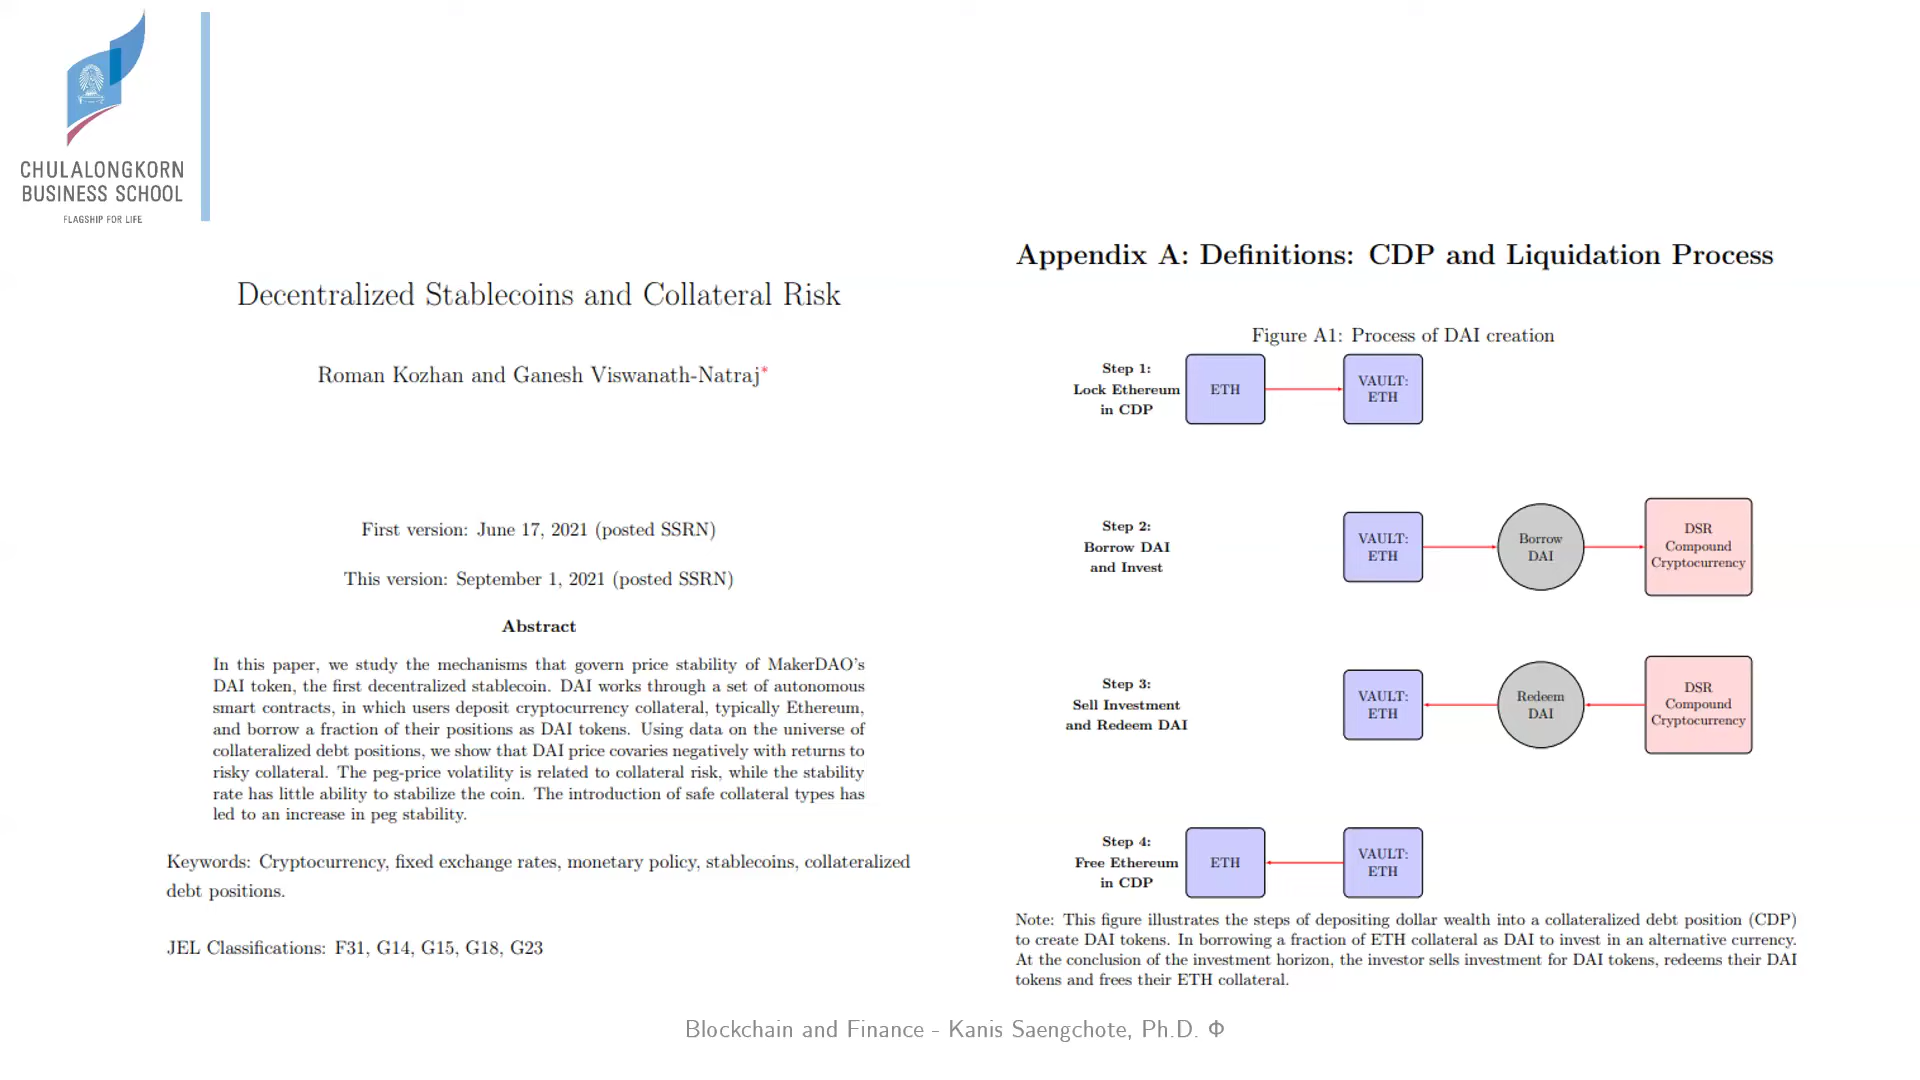 CHULALONGKORN
BUSINESS SCHOOL
FLAGSHIP FOR LIFE
Decentralized Stablecoins and Collateral Risk
Roman Kozhan and Ganesh Viswanath-Natraj*
First version: June 17, 2021 (posted SSRN)
This version: September 1, 2021 (posted SSRN)
Abstract
In this paper, we study the mechanisms that govern price stability of MakerDAO's
DAI token, the first decentralized stablecoin. DAI works through a set of autonomous
smart contracts, in which users deposit cryptocurrency collateral, typically Ethereum,
and borrow a fraction of their positions as DAI tokens. Using data on the universe of
collateralized debt positions, we show that DAI price covaries negatively with returns to
risky collateral. The peg-price volatility is related to collateral risk, while the stability
rate has little ability to stabilize the coin. The introduction of safe collateral types has
led to an increase in peg stability.
Keywords: Cryptocurrency, fixed exchange rates, monetary policy, stablecoins, collateralized
debt positions.
JEL Classifications: F31, G14, G15, G18, G23
Appendix A: Definitions: CDP and Liquidation Process
Figure A1: Process of DAI creation
Step 1:
Lock Ethereum
in CDP
ETH
VAULT:
ETH
Step 2:
Borrow DAI
and Invest
VAULT:
ETH
Borrow
DAI
DSR
Compound
Cryptocurrency
Step 3:
Sell Investment
and Redeem DAI
VAULT:
ETH
Redeem
DAI
DSR
Compound
Cryptocurrency
Step 4:
Free Ethereum
in CDP
ETH
VAULT:
ETH
Note: This figure illustrates the steps of depositing dollar wealth into a collateralized debt position (CDP)
to create DAI tokens. In borrowing a fraction of ETH collateral as DAI to invest in an alternative currency.
At the conclusion of the investment horizon, the investor sells investment for DAI tokens, redeems their DAI
tokens and frees their ETH collateral.
Blockchain and Finance - Kanis Saengchote, Ph.D. Φ